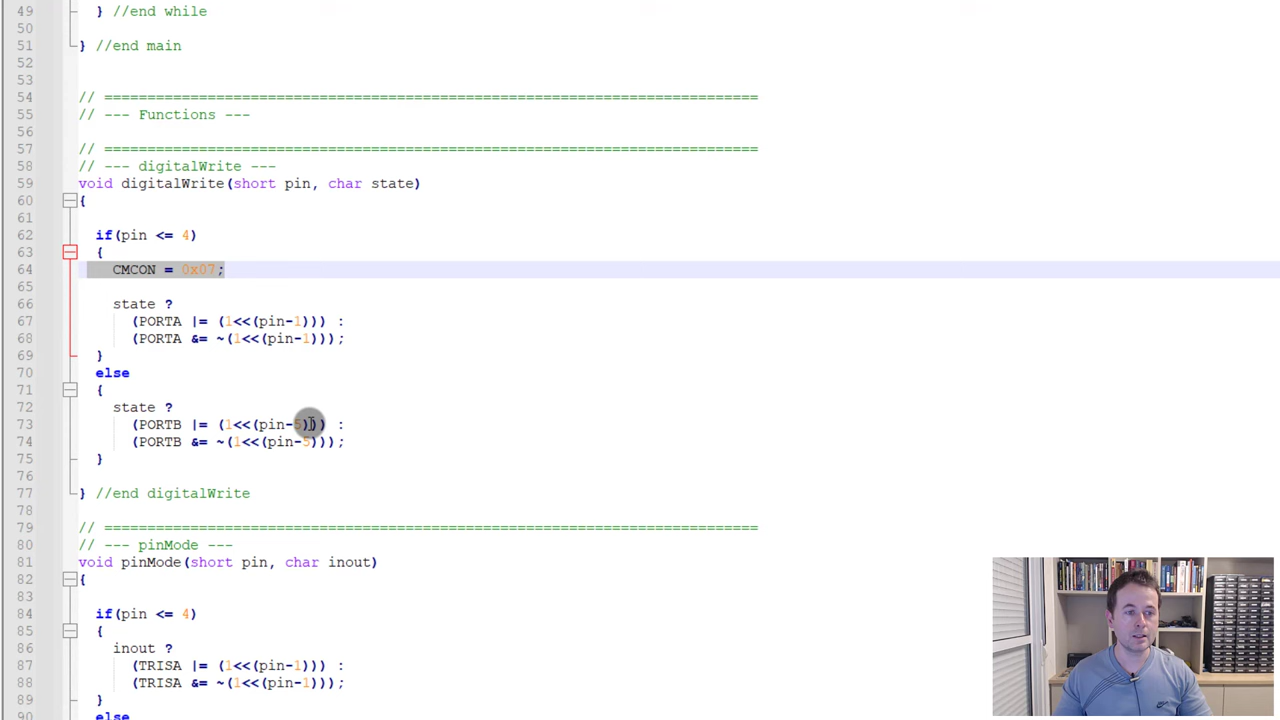 49 } //end while
50
51 } //end main
52
53
54 // =============================================================================
55 // --- Functions ---
56
57 // =============================================================================
58 // --- digitalWrite ---
59 void digitalWrite(short pin, char state)
60 {
61
62 if(pin <= 4)
63 {
64 CMCON = 0x07;
65
66 state ?
67 (PORTA |= (1<<(pin-1))) :
68 (PORTA &= ~(1<<(pin-1)));
69 }
70 else
71 {
72 state ?
73 (PORTB |= (1<<(pin-5))) :
74 (PORTB &= ~(1<<(pin-5)));
75 }
76
77 } //end digitalWrite
78
79 // =============================================================================
80 // --- pinMode ---
81 void pinMode(short pin, char inout)
82 {
83
84 if(pin <= 4)
85 {
86 inout ?
87 (TRISA |= (1<<(pin-1))) :
88 (TRISA &= ~(1<<(pin-1)));
89 }
90 else